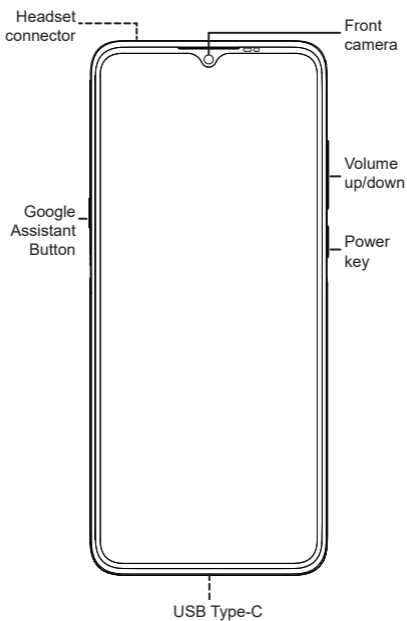 Headset
connector
Front
camera
Volume
up/down
Google
Assistant
Button
Power
key
USB Type-C